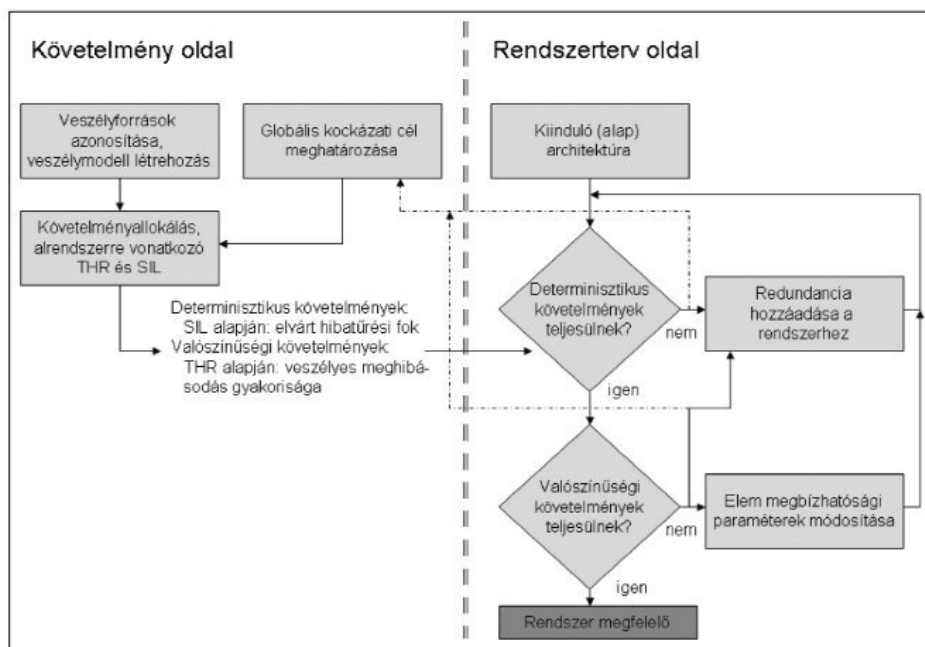 Követelmény oldal
Veszélyforrások
azonosítása,
veszélymodell létrehozás
Globális kockázati cél
meghatározása
Követelményallokálás,
alrendszerre vonatkozó
THR és SIL
Determinisztikus követelmények:
SIL alapján: elvárt hibatűrési fok
Valószínűségi követelmények:
THR alapján: veszélyes meghibá-
sodás gyakorisága
Rendszerterv oldal
Kiinduló (alap)
architektúra
Determinisztikus
követelmények
teljesülnek?
nem
Redundancia
hozzáadása a
rendszerhez
igen
Valószínűségi
követelmények
teljesülnek?
nem
Elem megbízhatósági
paraméterek módosítása
igen
Rendszer megfelelő